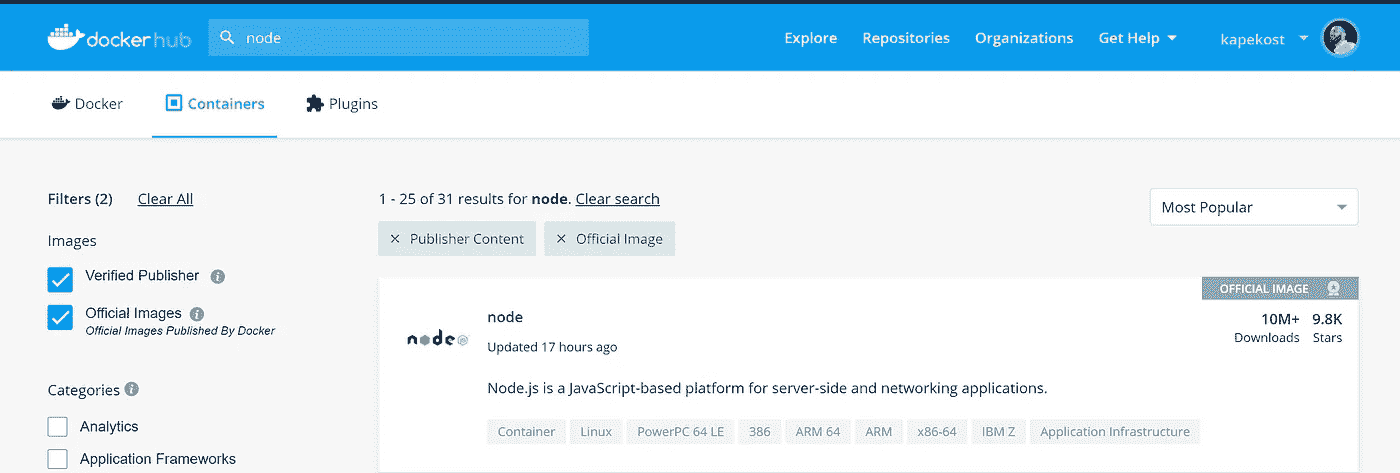 docker hub
node
Explore
Repositories
Organizations
Get Help
kapekost
Docker
Containers
Plugins
Filters (2)
Clear All
Images
Verified Publisher
Official Images
Official Images Published By Docker
Categories
Analytics
Application Frameworks
1 - 25 of 31 results for node. Clear search
Most Popular
Publisher Content
Official Image
OFFICIAL IMAGE
node
node
Updated 17 hours ago
10M+
Downloads
9.8K
Stars
Node.js is a JavaScript-based platform for server-side and networking applications.
Container
Linux
PowerPC 64 LE
386
ARM 64
ARM
x86-64
IBM Z
Application Infrastructure